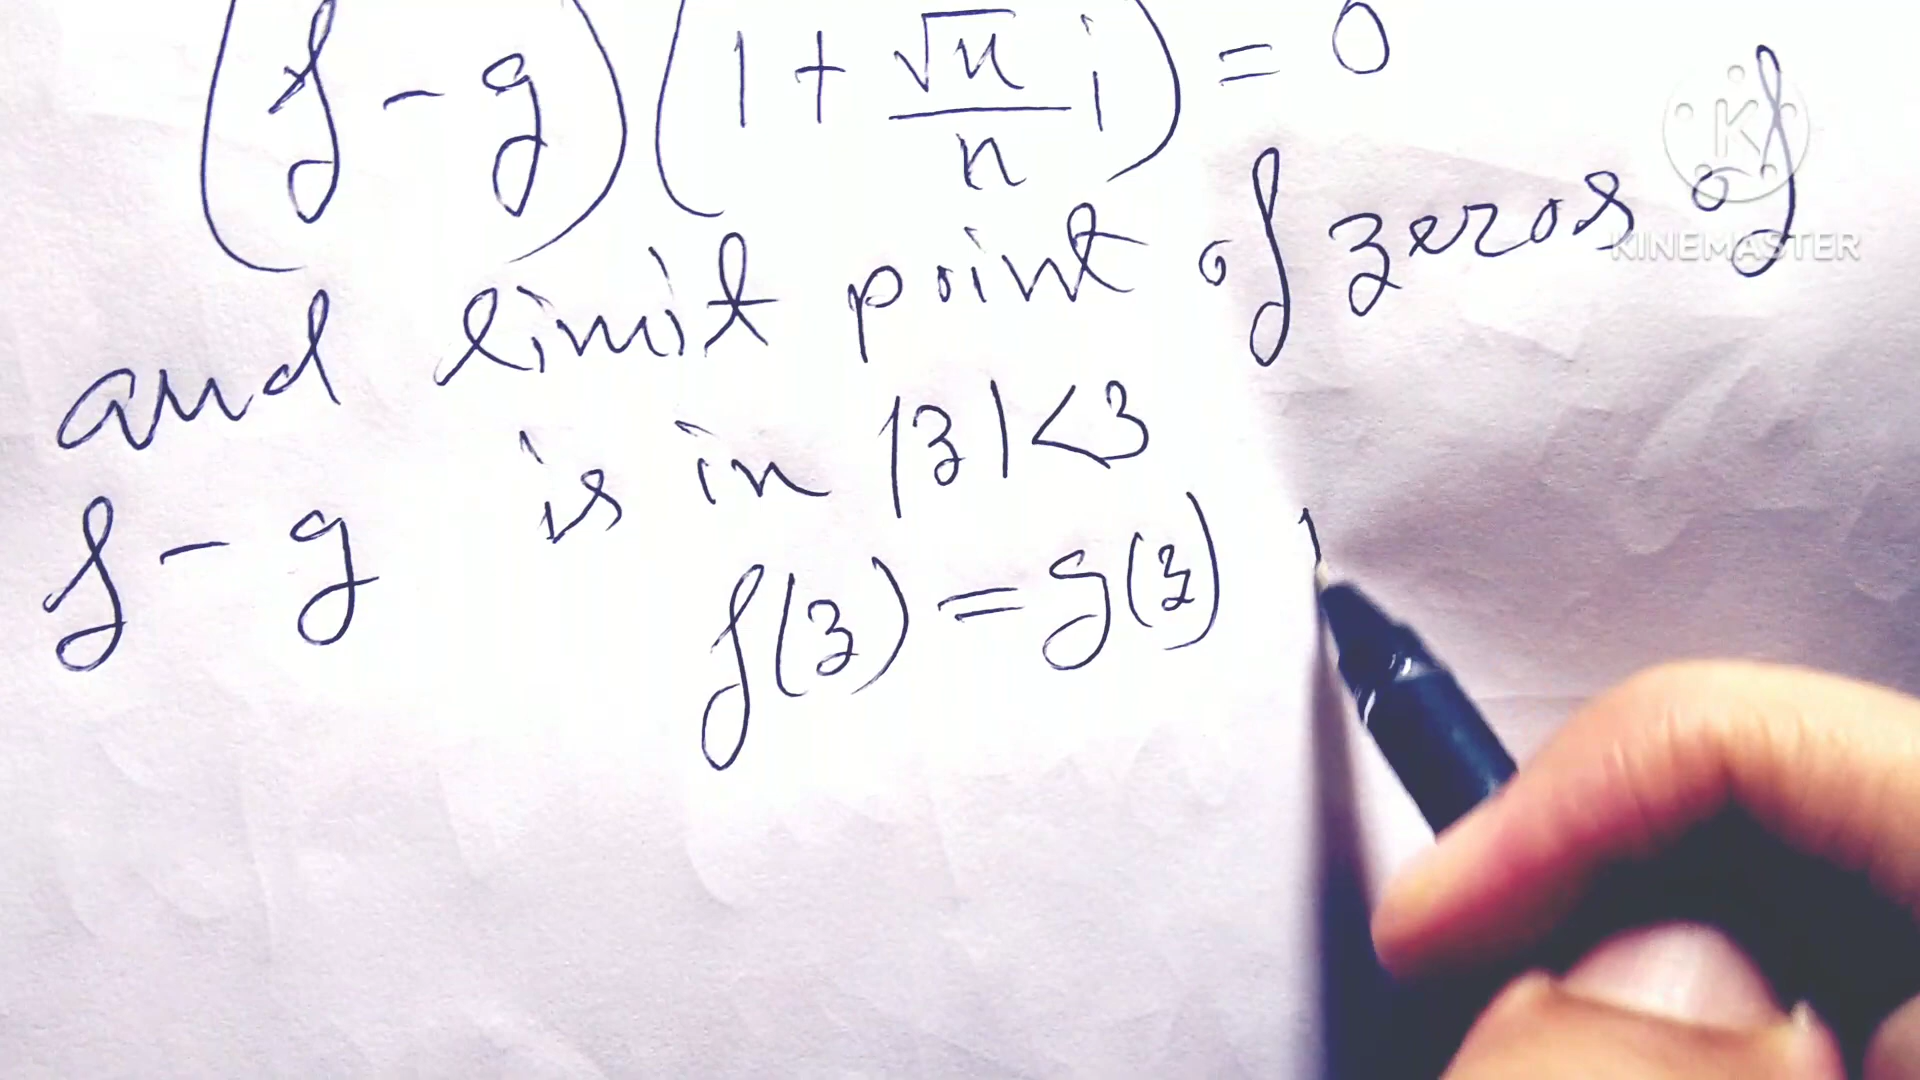 (f - g)(1 + √n/n i) = 0
and limit point of zeros of
f - g is in |z| < 3
f(z) = g(z)
K
KINEMASTER